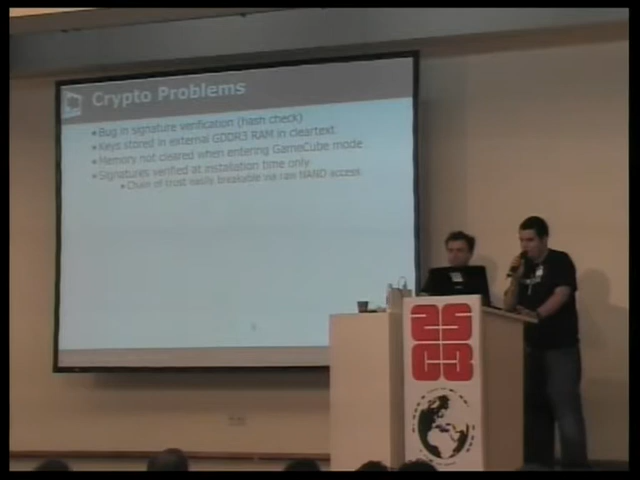 Crypto Problems
Bug in signature verification (hash check)
Keys stored in external GDDR3 RAM in cleartext
Memory not cleared when entering GameCube mode
Signatures verified at installation time only
Chain of trust easily breakable via raw NAND access
25
C3